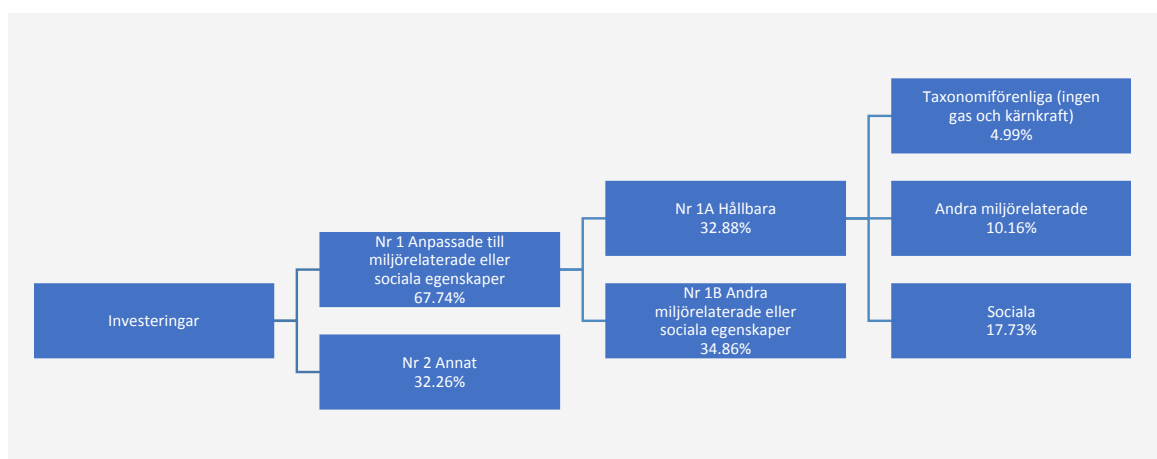 Investeringar
Nr 1 Anpassade till
miljörelaterade eller
sociala egenskaper
67.74%
Nr 2 Annat
32.26%
Nr 1A Hållbara
32.88%
Nr 1B Andra
miljörelaterade eller
sociala egenskaper
34.86%
Taxonomiförenliga (ingen
gas och kärnkraft)
4.99%
Andra miljörelaterade
10.16%
Sociala
17.73%